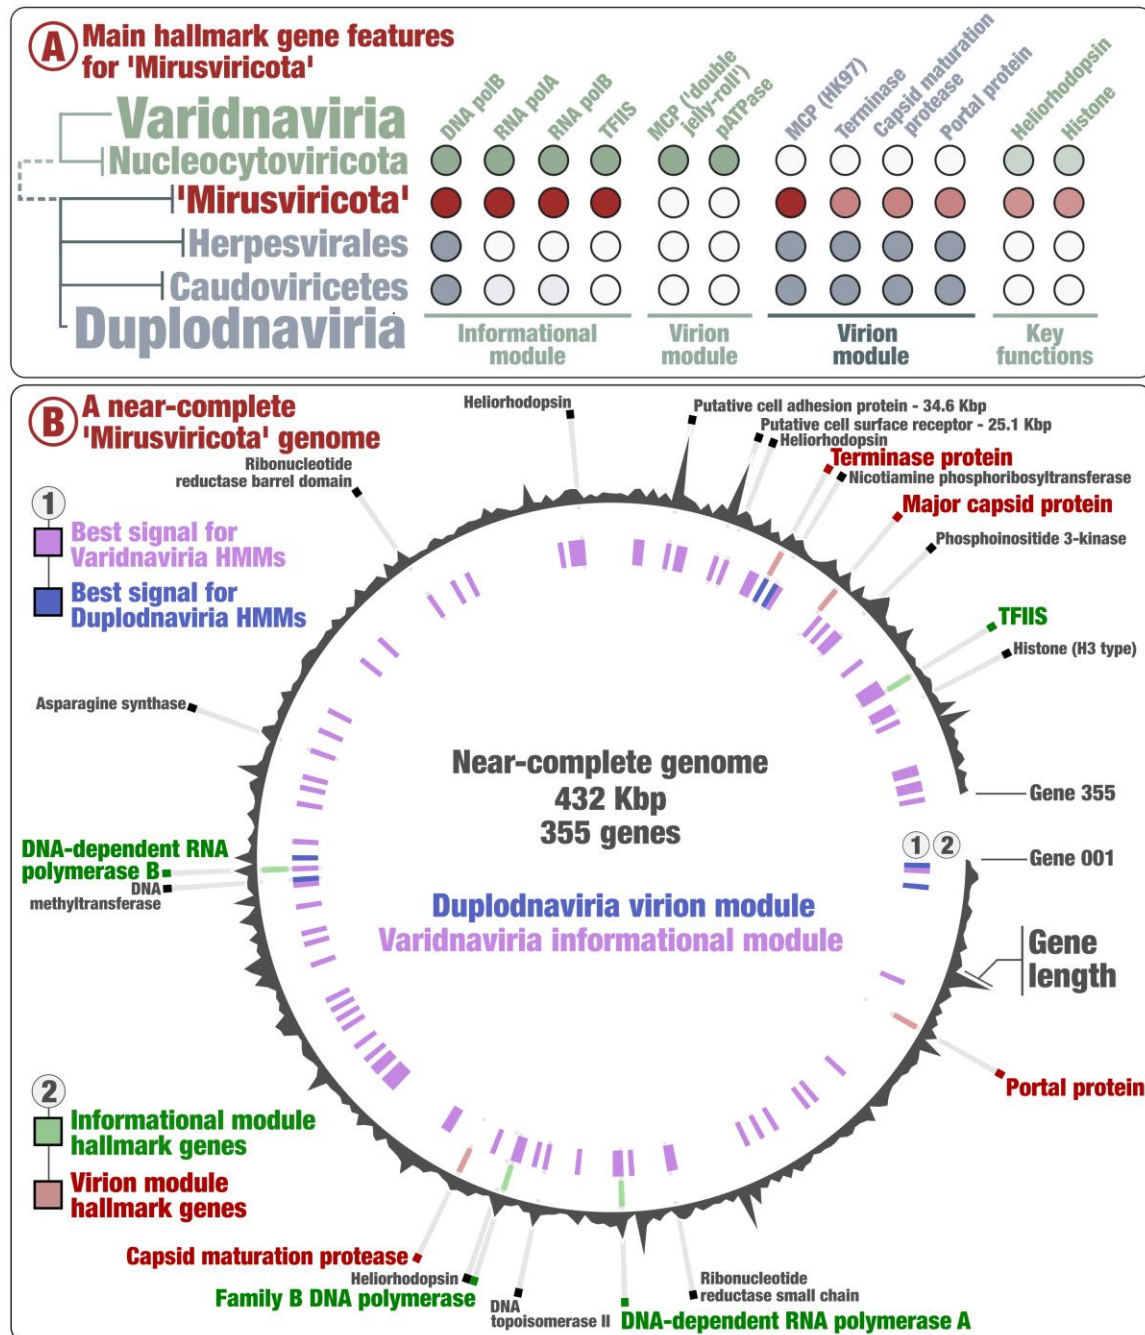 A
Main hallmark gene features
for 'Mirusviricota'
DNA polB
RNA polA
RNA polB
TFIIS
MCP ('double
jelly-roll')
pATPase
MCP (HK97)
Terminase
Capsid maturation
protease
Portal protein
Heliorhodopsin
Histone
Varidnaviria
Nucleocytoviricota
'Mirusviricota'
Herpesvirales
Caudoviricetes
Duplodnaviria
Informational
module
Virion
module
Virion
module
Key
functions
B
A near-complete
'Mirusviricota' genome
Heliorhodopsin
Putative cell adhesion protein - 34.6 Kbp
Putative cell surface receptor - 25.1 Kbp
Heliorhodopsin
Terminase protein
Nicotiamine phosphoribosyltransferase
Major capsid protein
Phosphoinositide 3-kinase
TFIIS
Histone (H3 type)
Ribonucleotide
reductase barrel domain
1
Best signal for
Varidnaviria HMMs
Best signal for
Duplodnaviria HMMs
Asparagine synthase
Near-complete genome
432 Kbp
355 genes
Gene 355
1 2
Gene 001
DNA-dependent RNA
polymerase B
DNA
methyltransferase
Duplodnaviria virion module
Varidnaviria informational module
Gene
length
Portal protein
2
Informational module
hallmark genes
Virion module
hallmark genes
Capsid maturation protease
Heliorhodopsin
Family B DNA polymerase
DNA
topoisomerase II
Ribonucleotide
reductase small chain
DNA-dependent RNA polymerase A